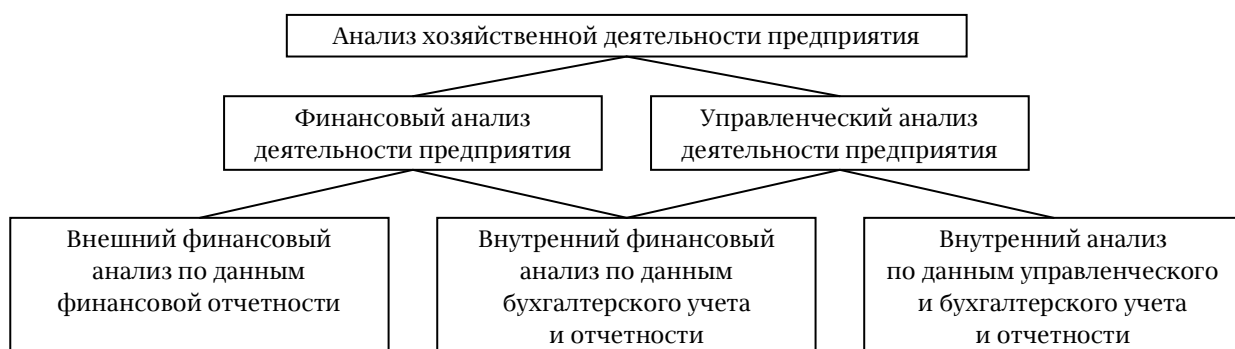 Анализ хозяйственной деятельности предприятия
Финансовый анализ
деятельности предприятия
Управленческий анализ
деятельности предприятия
Внешний финансовый
анализ по данным
финансовой отчетности
Внутренний финансовый
анализ по данным
бухгалтерского учета
и отчетности
Внутренний анализ
по данным управленческого
и бухгалтерского учета
и отчетности